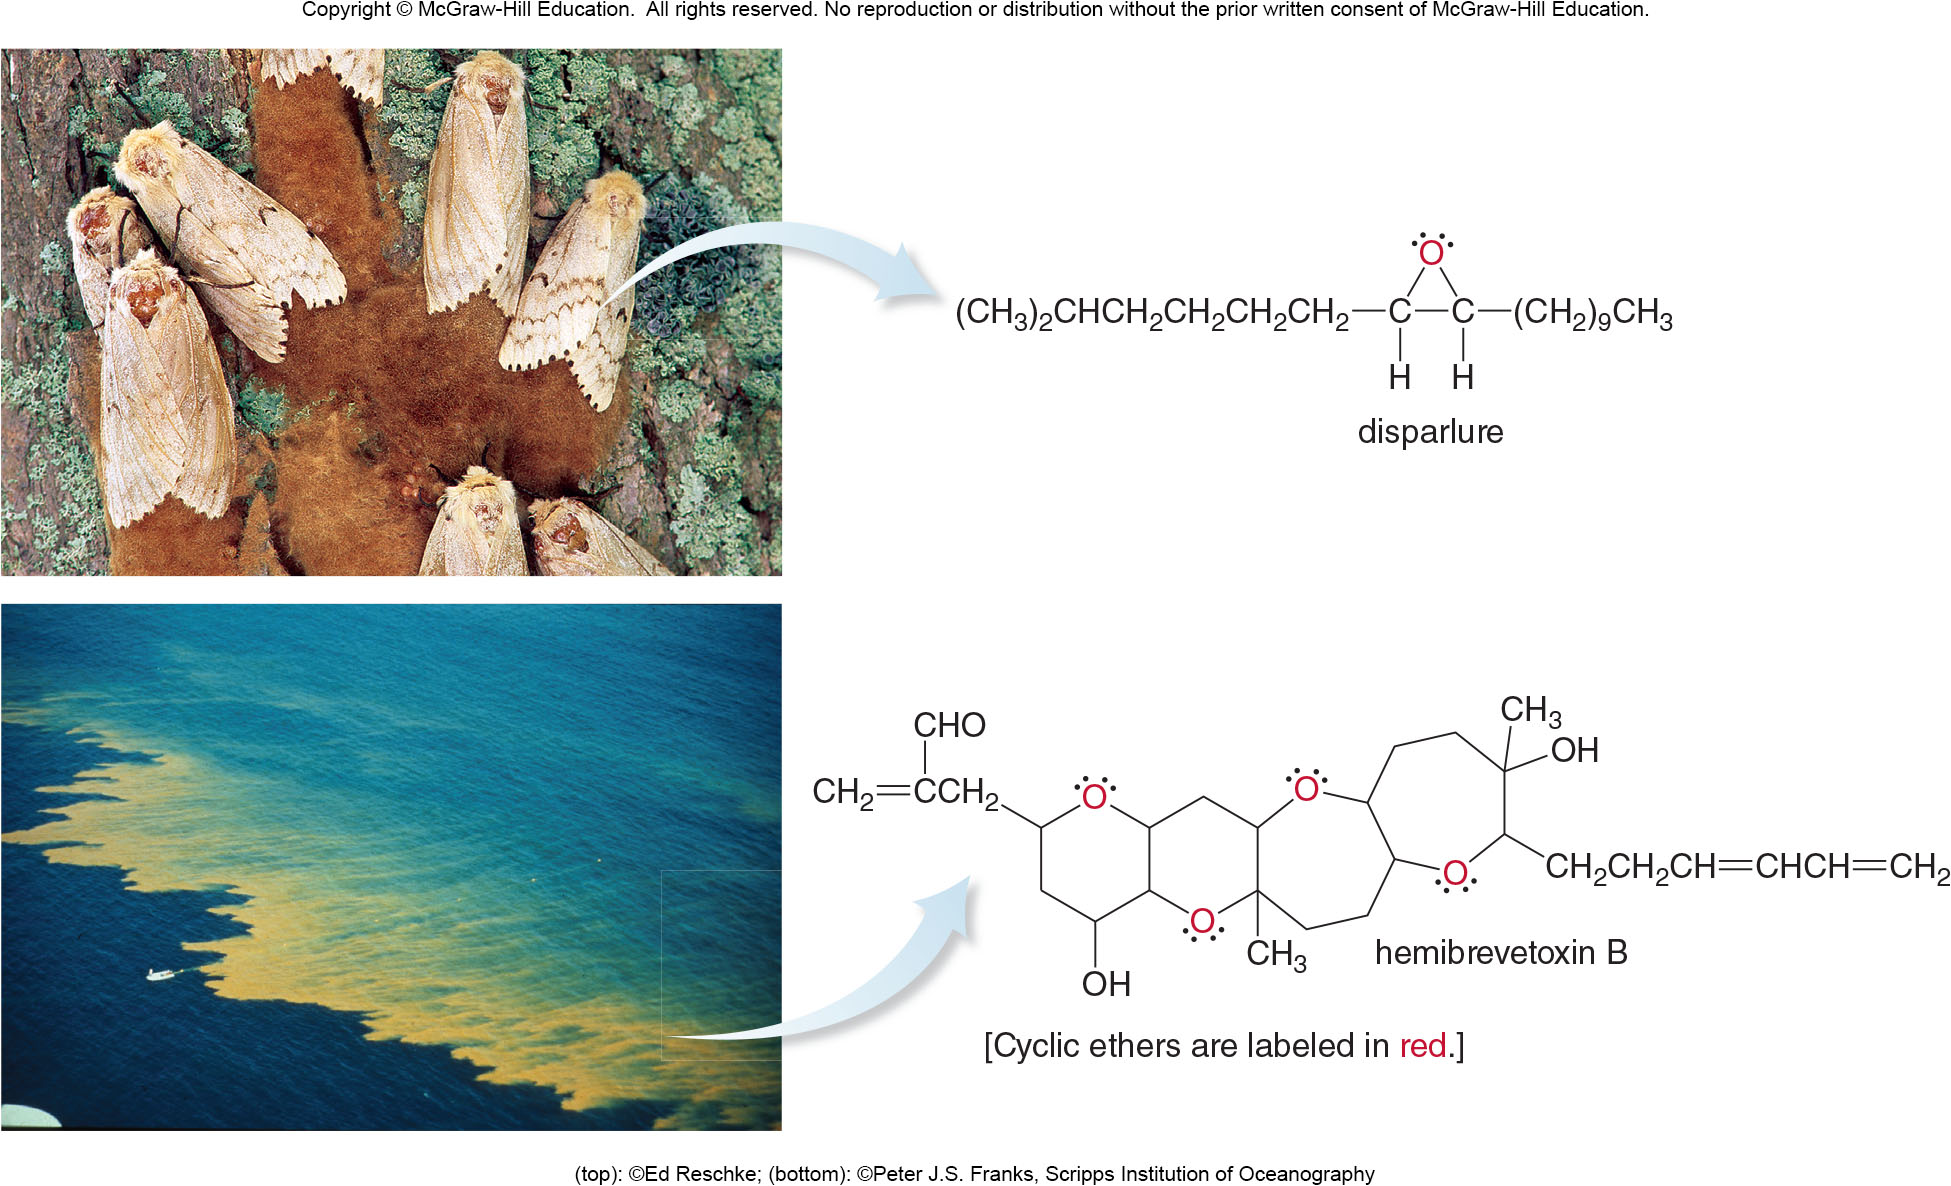 Copyright © McGraw-Hill Education.  All rights reserved. No reproduction or distribution without the prior written consent of McGraw-Hill Education.
O
(CH₃)₂CHCH₂CH₂CH₂CH₂—C—C—(CH₂)₉CH₃
H H
disparlure
CH₃
CHO
OH
CH₂=CCH₂
O
O
CH₂CH₂CH=CHCH=CH₂
O
O
CH₃
hemibrevetoxin B
OH
[Cyclic ethers are labeled in red.]
(top): ©Ed Reschke; (bottom): ©Peter J.S. Franks, Scripps Institution of Oceanography